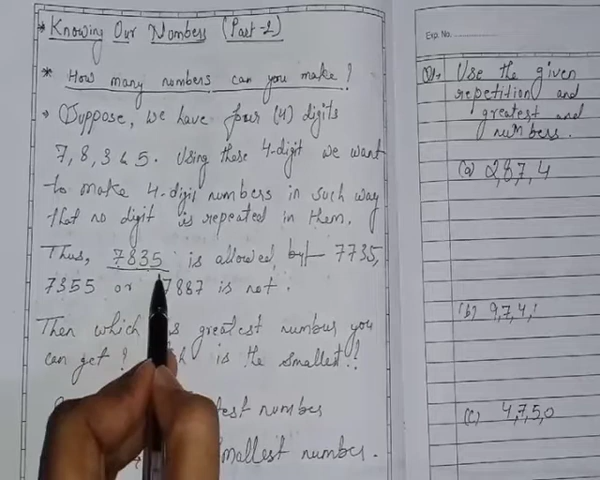 * Knowing Our Numbers (Part-2)
* How many numbers can you make?
• Suppose, we have four (4) digits
7, 8, 3 & 5. Using these 4-digit we want
to make 4-digit numbers in such way
that no digit is repeated in them.
Thus, 7835 is allowed but 7735,
7355 or 7887 is not.
Then which is greatest number you
can get? is the smallest?
number
smallest number.
Exp. No.
Q1. Use the given
repetition and
greatest and
numbers.
(a) 2,8,7,4
(b) 9,7,4,
(c) 4,7,5,0